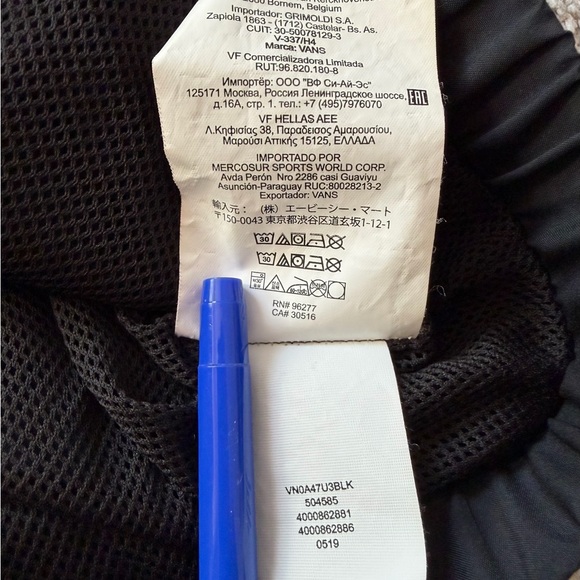 2880 Bornem, Belgium
Importador: GRIMOLDI S.A.
Zapiola 1863 - (1712) Castelar- Bs. As.
CUIT: 30-50078129-3
V-337/H4
Marca: VANS
VF Comercializadora Limitada
RUT:96.820.180-8
Импортёр: ООО "ВФ Си-Ай-Эс"
125171 Москва, Россия Ленинградское шоссе,
д.16А, стр. 1. тел.: +7 (495)7976070
EAC
VF HELLAS AEE
Λ.Κηφισίας 38, Παράδεισος Αμαρουσίου,
Μαρούσι Αττικής 15125, ΕΛΛΑΔΑ
IMPORTADO POR
MERCOSUR SPORTS WORLD CORP.
Avda Perón Nro 2286 casi Guaviyu
Asunción-Paraguay RUC:80028213-2
Exportador: VANS
輸入元： （株）エービーシー・マート
〒150-0043 東京都渋谷区道玄坂1-12-1
30
30
RN# 96277
CA# 30516
VN0A47U3BLK
504585
4000862881
4000862886
0519